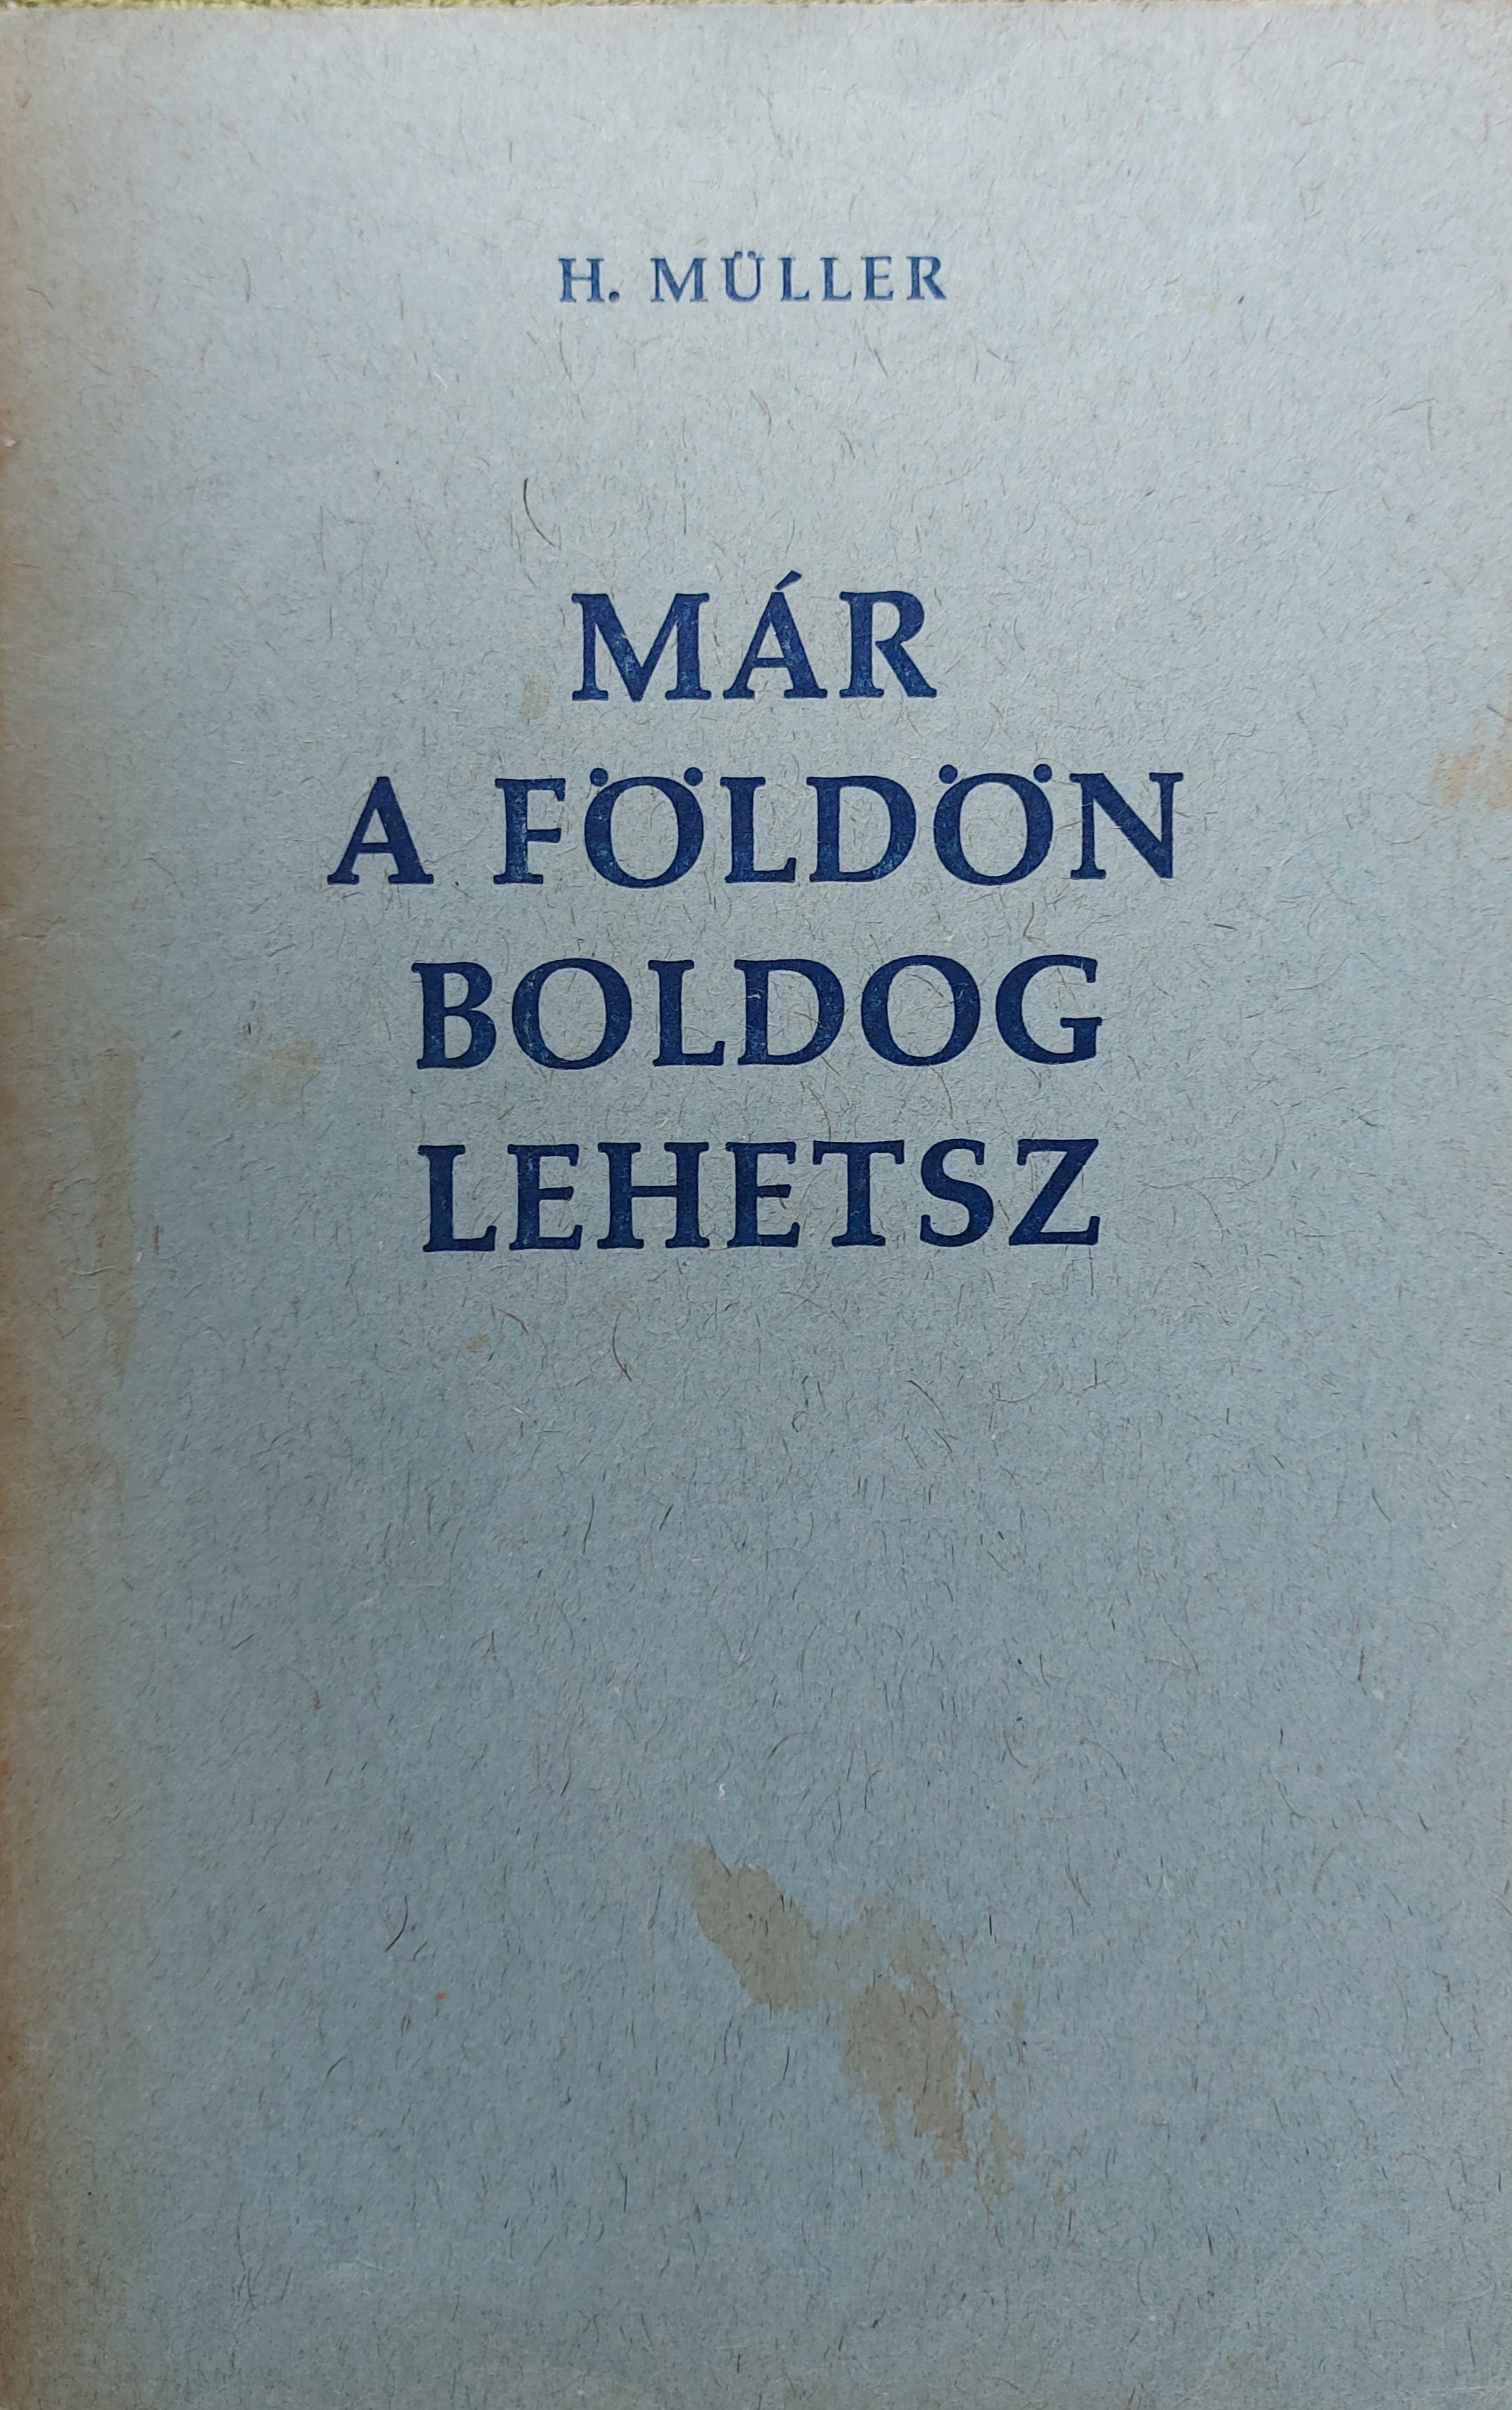 H. MÜLLER
MÁR
A FÖLDÖN
BOLDOG
LEHETSZ